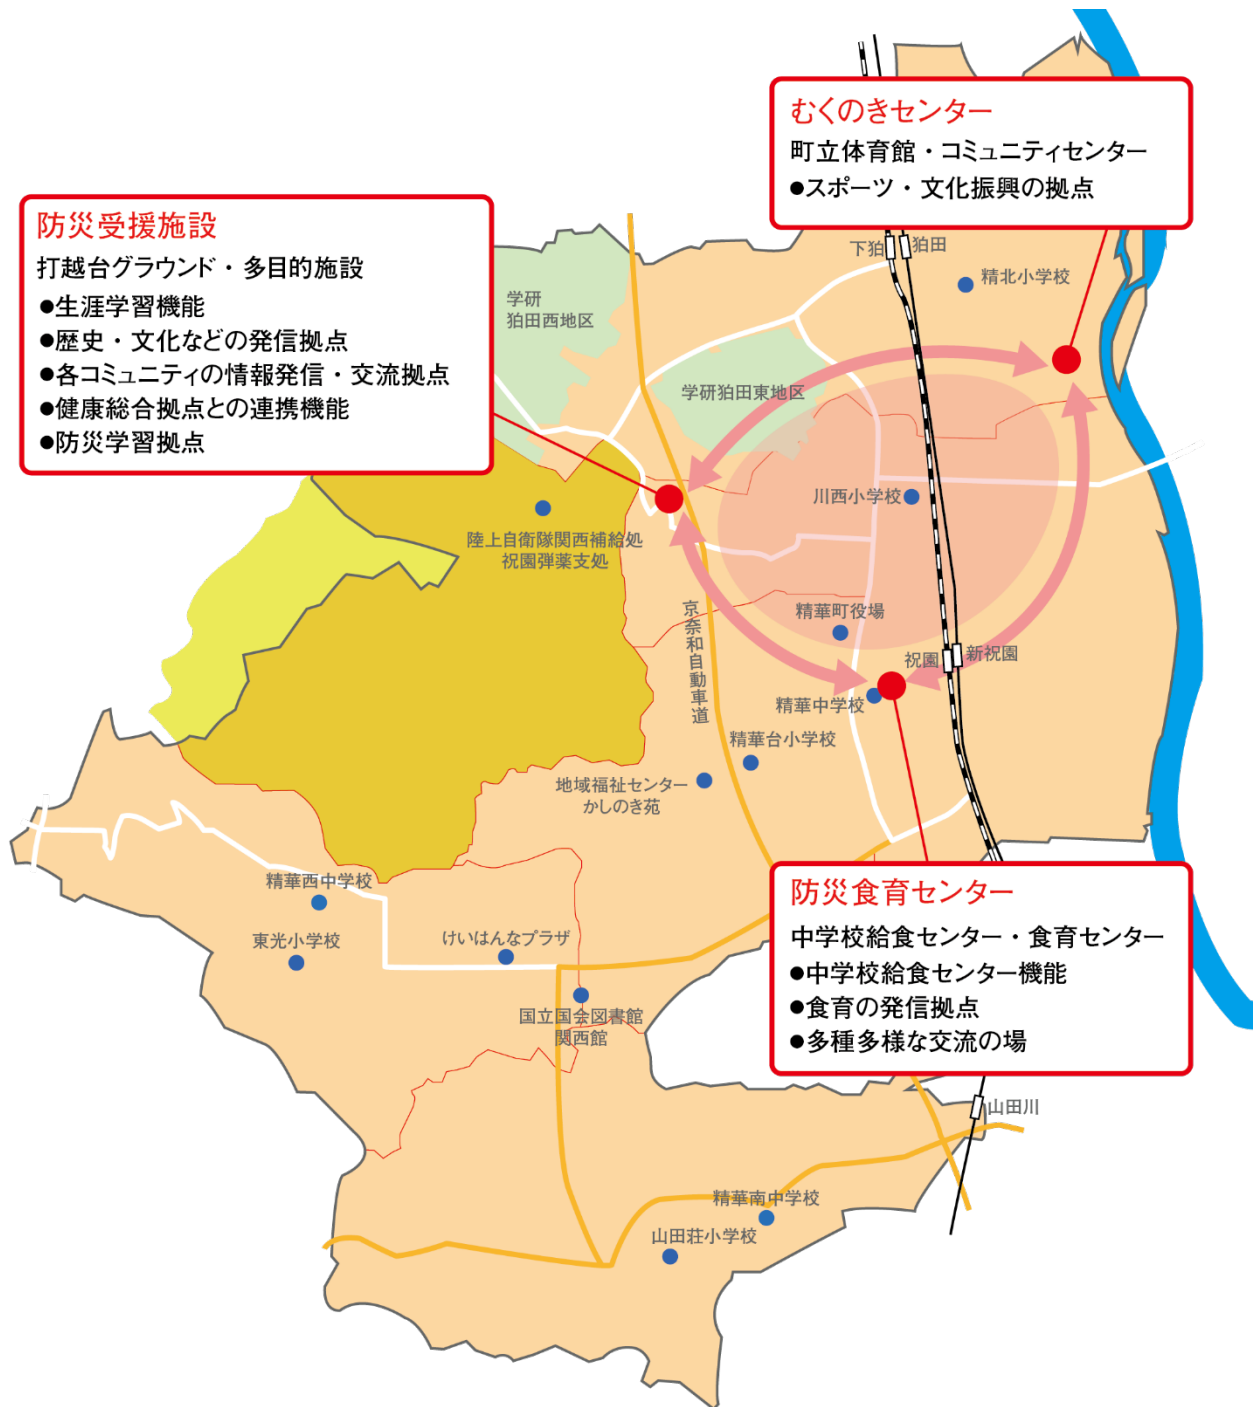 むくのきセンター
町立体育館・コミュニティセンター
●スポーツ・文化振興の拠点
防災受援施設
打越台グラウンド・多目的施設
●生涯学習機能
●歴史・文化などの発信拠点
●各コミュニティの情報発信・交流拠点
●健康総合拠点との連携機能
●防災学習拠点
下狛
狛田
精北小学校
学研
狛田西地区
学研狛田東地区
川西小学校
陸上自衛隊関西補給処
祝園弾薬支処
京奈和自動車道
精華町役場
祝園
新祝園
精華中学校
精華台小学校
地域福祉センター
かしのき苑
防災食育センター
中学校給食センター・食育センター
●中学校給食センター機能
●食育の発信拠点
●多種多様な交流の場
精華西中学校
東光小学校
けいはんなプラザ
国立国会図書館
関西館
山田川
精華南中学校
山田荘小学校